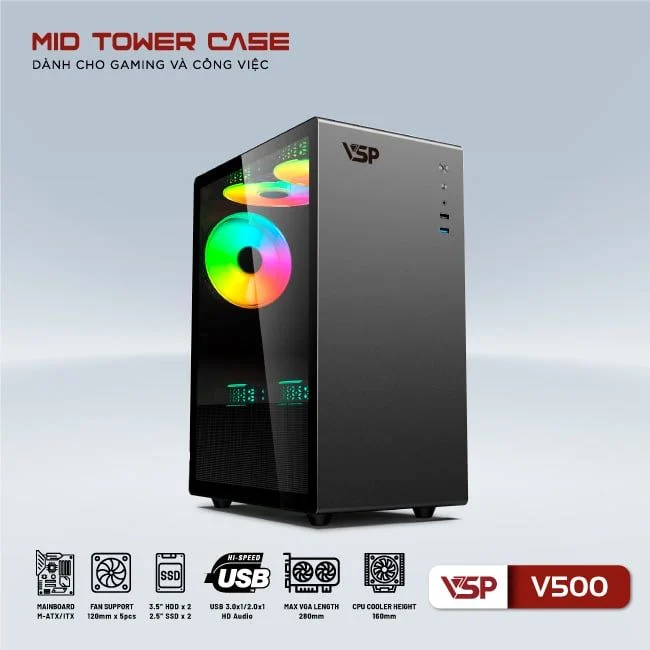 MID TOWER CASE
DÀNH CHO GAMING VÀ CÔNG VIỆC
VSP
SSD
HI-SPEED
USB
MAINBOARD
M-ATX/ITX
FAN SUPPORT
120mm x 5pcs
3.5" HDD x 2
2.5" SSD x 2
USB 3.0x1/2.0x1
HD Audio
MAX VGA LENGTH
280mm
CPU COOLER HEIGHT
160mm
VSP
V500